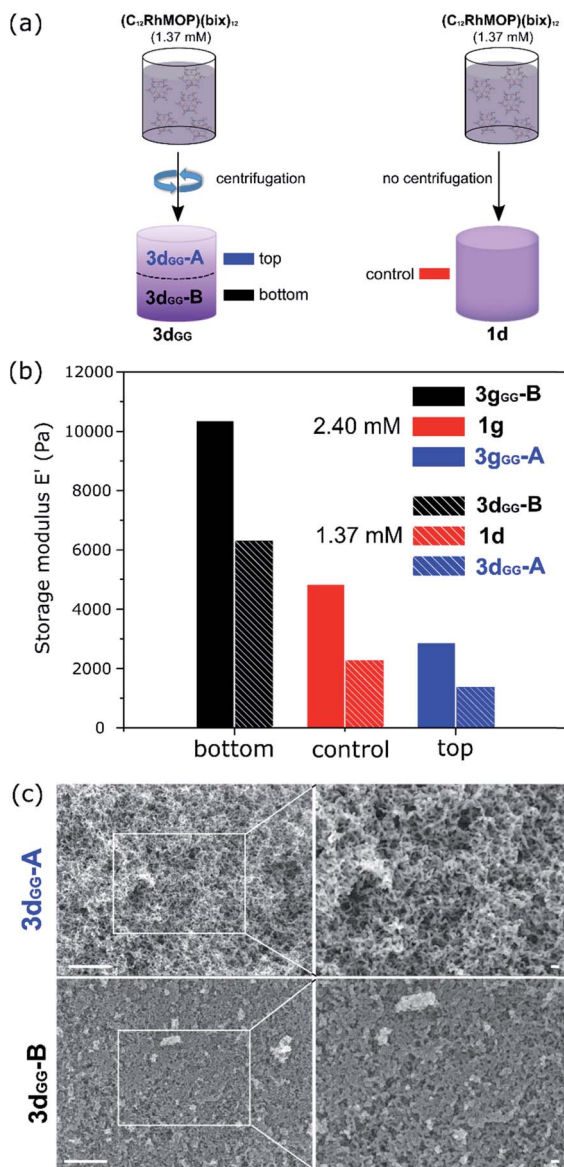 (a)
(C₁₂RhMOP)(bix)₁₂
(1.37 mM)
(C₁₂RhMOP)(bix)₁₂
(1.37 mM)
centrifugation
no centrifugation
3dGG-A
3dGG-B
top
bottom
control
3dGG
1d
(b)
12000
10000
8000
6000
4000
2000
0
Storage modulus E' (Pa)
2.40 mM
3gGG-B
1g
3gGG-A
1.37 mM
3dGG-B
1d
3dGG-A
bottom
control
top
(c)
3dGG-A
3dGG-B